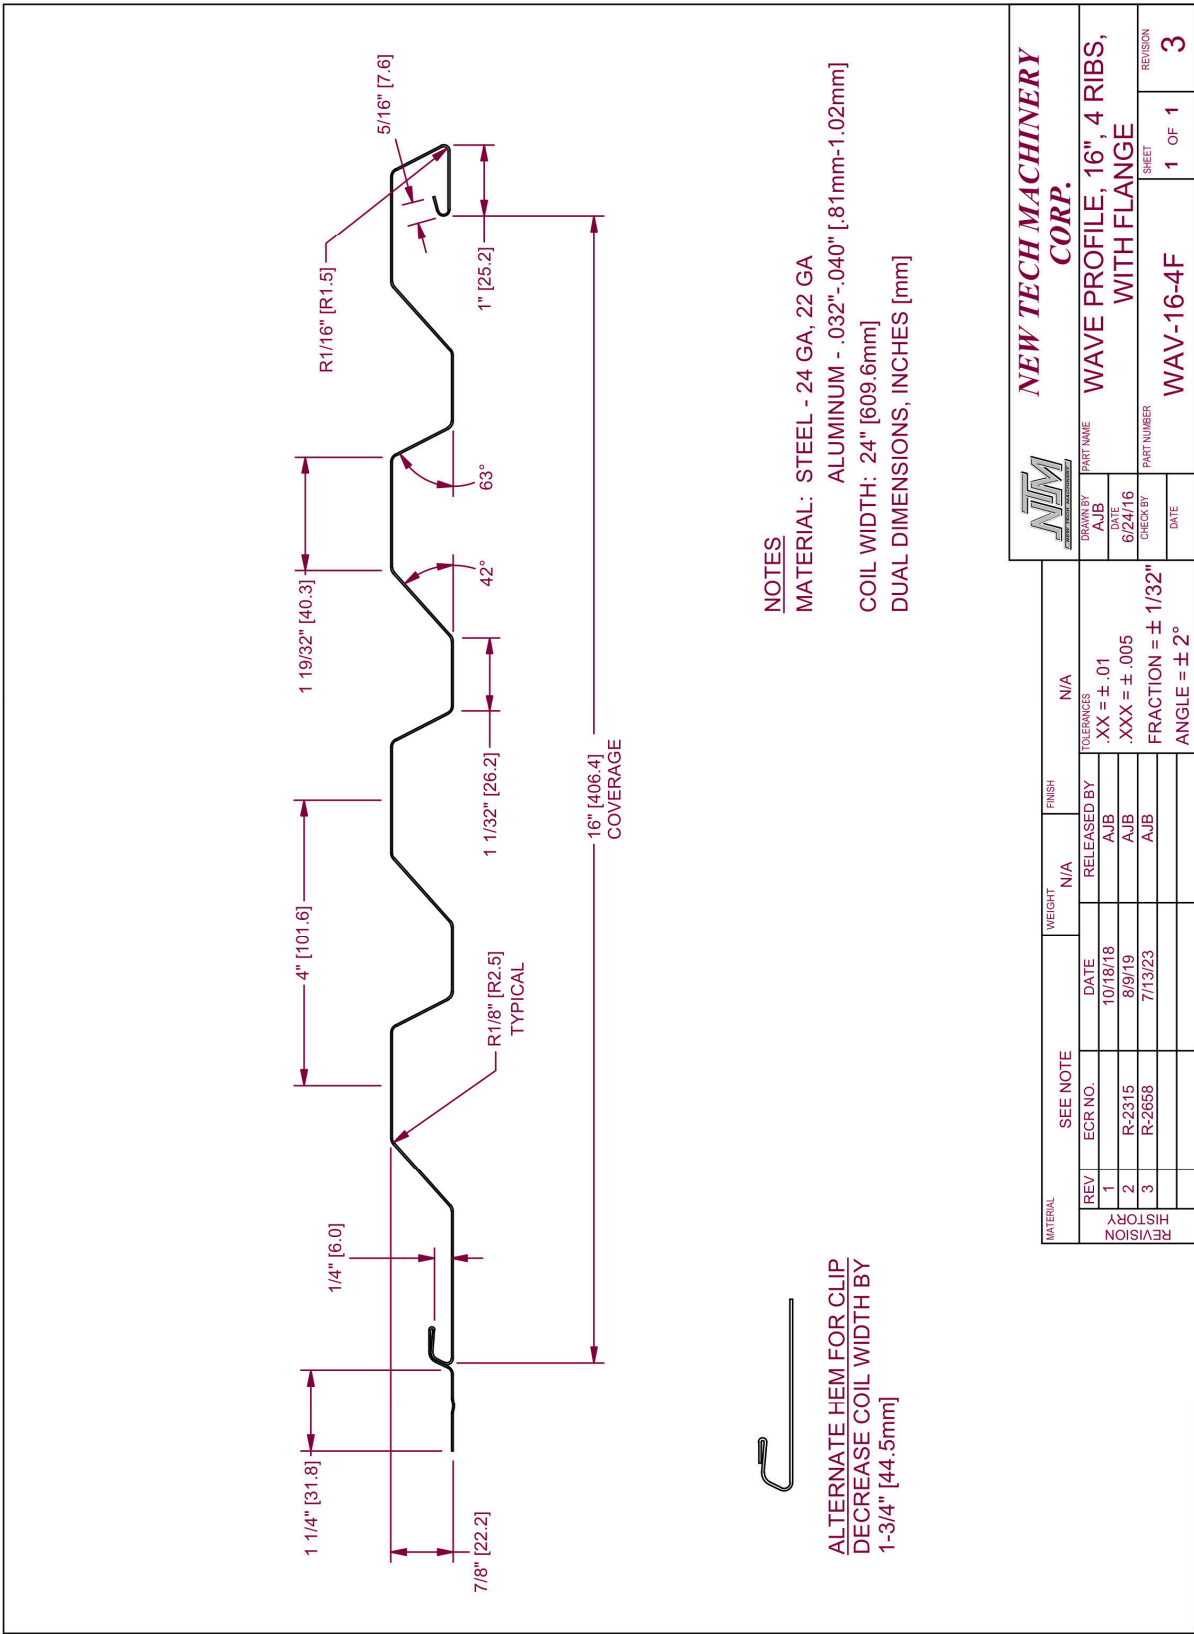 1 1/4" [31.8]
7/8" [22.2]
1/4" [6.0]
R1/8" [R2.5]
TYPICAL
4" [101.6]
1 19/32" [40.3]
1 1/32" [26.2]
42°
63°
R1/16" [R1.5]
5/16" [7.6]
1" [25.2]
16" [406.4]
COVERAGE
ALTERNATE HEM FOR CLIP
DECREASE COIL WIDTH BY
1-3/4" [44.5mm]
NOTES
MATERIAL: STEEL - 24 GA, 22 GA
ALUMINUM - .032"-.040" [.81mm-1.02mm]
COIL WIDTH: 24" [609.6mm]
DUAL DIMENSIONS, INCHES [mm]
MATERIAL
SEE NOTE
WEIGHT
N/A
FINISH
N/A
REVISION
HISTORY
REV ECR NO. DATE RELEASED BY
1 10/18/18 AJB
2 R-2315 8/9/19 AJB
3 R-2658 7/13/23 AJB
TOLERANCES
.XX = ± .01
.XXX = ± .005
FRACTION = ± 1/32"
ANGLE = ± 2°
NTM
NEW TECH MACHINERY
NEW TECH MACHINERY
CORP.
DRAWN BY
AJB
DATE
6/24/16
CHECK BY
DATE
PART NAME
WAVE PROFILE, 16", 4 RIBS,
WITH FLANGE
PART NUMBER
WAV-16-4F
SHEET
1 OF 1
REVISION
3